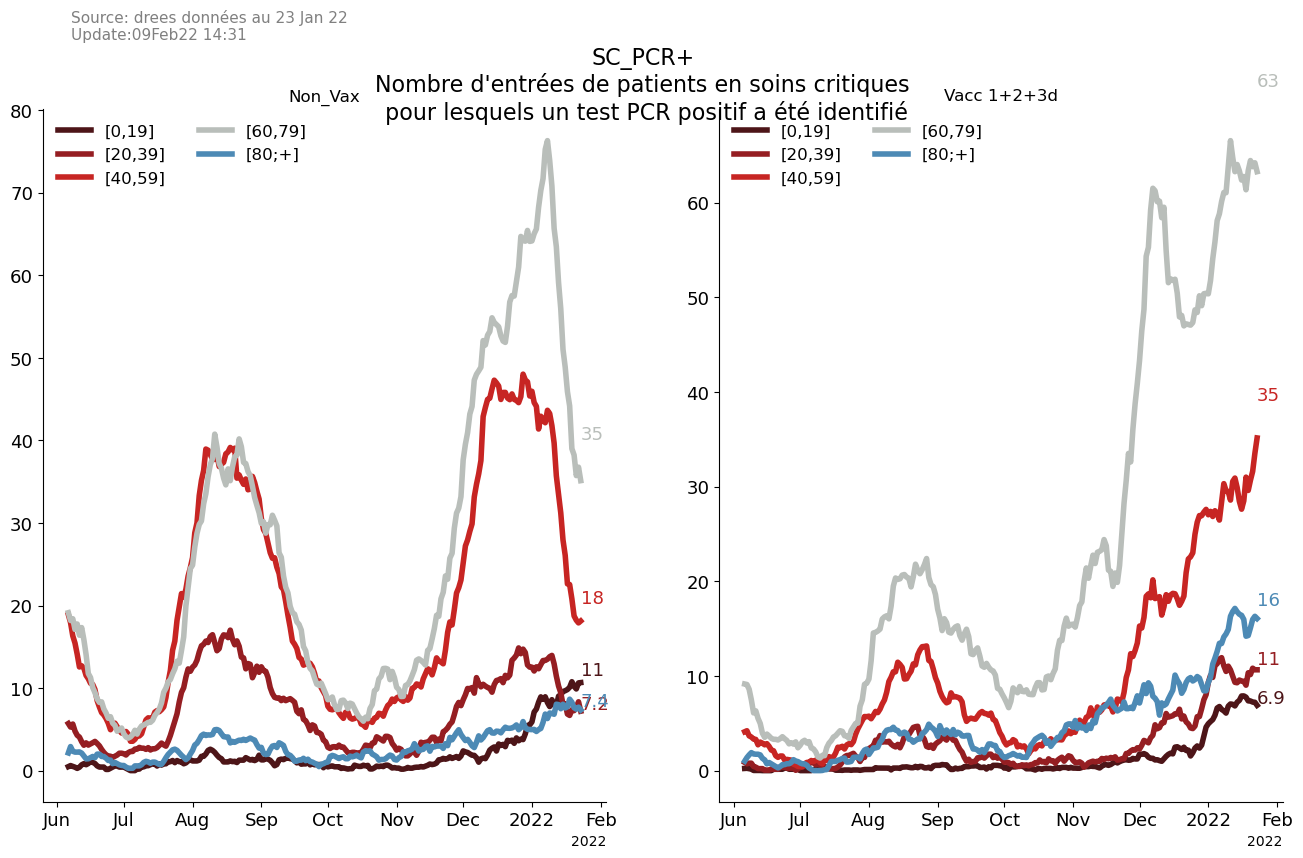 Source: drees données au 23 Jan 22
Update:09Feb22 14:31
SC_PCR+
Nombre d'entrées de patients en soins critiques
pour lesquels un test PCR positif a été identifié
Non_Vax
[0,19]
[20,39]
[40,59]
[60,79]
[80;+]
80
70
60
50
40
30
20
10
0
35
18
11
7.4
7.2
Jun
Jul
Aug
Sep
Oct
Nov
Dec
2022
Feb
2022
Vacc 1+2+3d
[0,19]
[20,39]
[40,59]
[60,79]
[80;+]
60
50
40
30
20
10
0
63
35
16
11
6.9
Jun
Jul
Aug
Sep
Oct
Nov
Dec
2022
Feb
2022